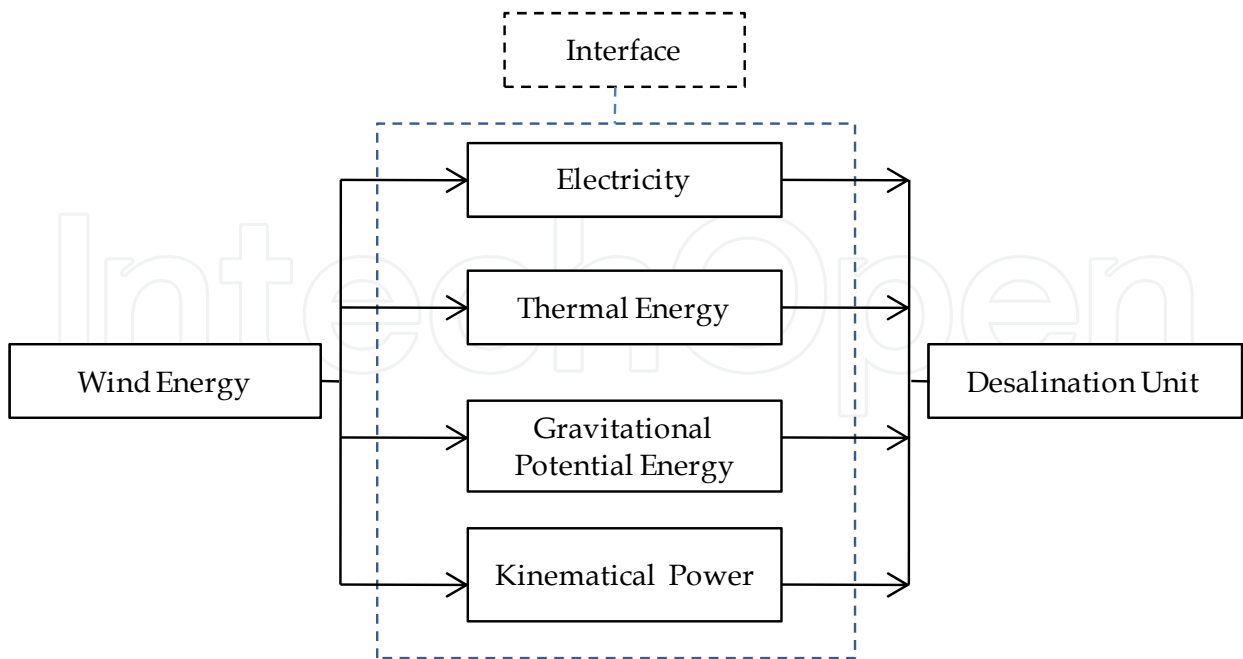 Interface
Electricity
Thermal Energy
Wind Energy
Desalination Unit
Gravitational
Potential Energy
Kinematical Power
IntechOpen